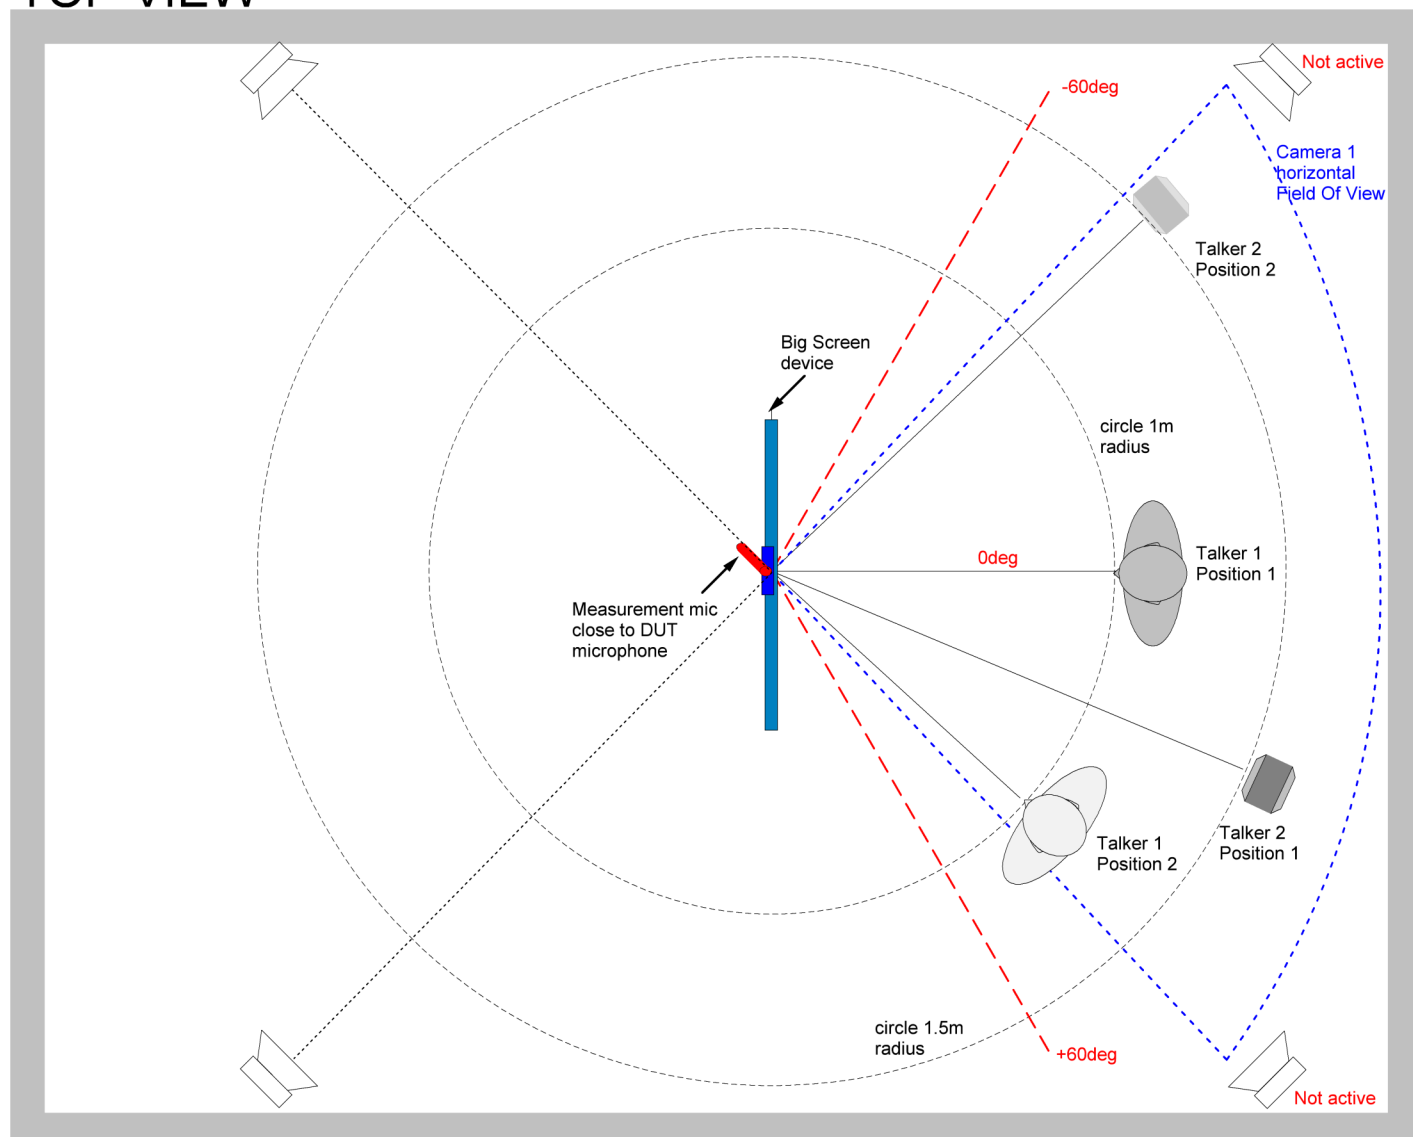 TOP VIEW
Not active
-60deg
Camera 1
horizontal
Field Of View
Talker 2
Position 2
Big Screen
device
circle 1m
radius
0deg
Talker 1
Position 1
Measurement mic
close to DUT
microphone
Talker 2
Position 1
Talker 1
Position 2
circle 1.5m
radius
+60deg
Not active